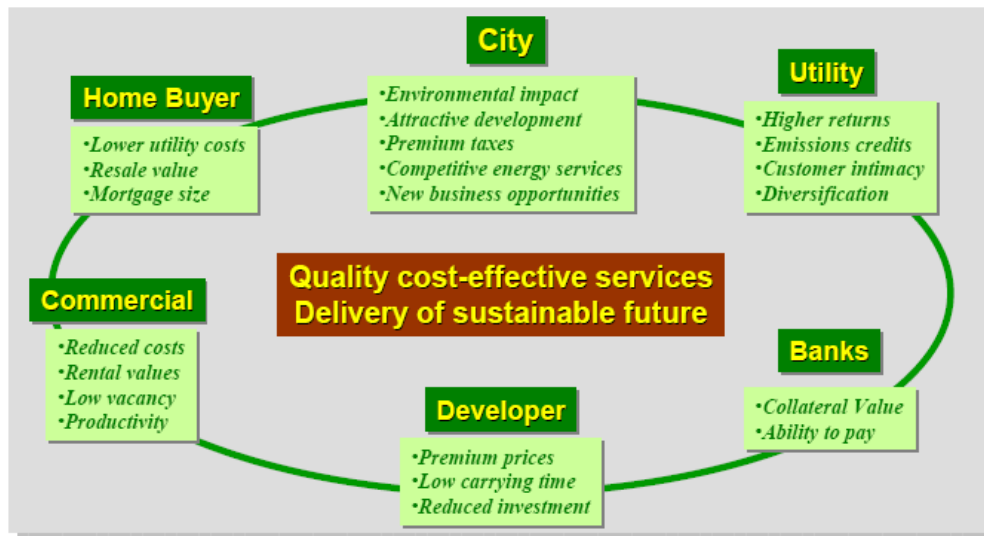 City
•Environmental impact
•Attractive development
•Premium taxes
•Competitive energy services
•New business opportunities
Utility
•Higher returns
•Emissions credits
•Customer intimacy
•Diversification
Home Buyer
•Lower utility costs
•Resale value
•Mortgage size
Quality cost-effective services
Delivery of sustainable future
Commercial
•Reduced costs
•Rental values
•Low vacancy
•Productivity
Developer
•Premium prices
•Low carrying time
•Reduced investment
Banks
•Collateral Value
•Ability to pay